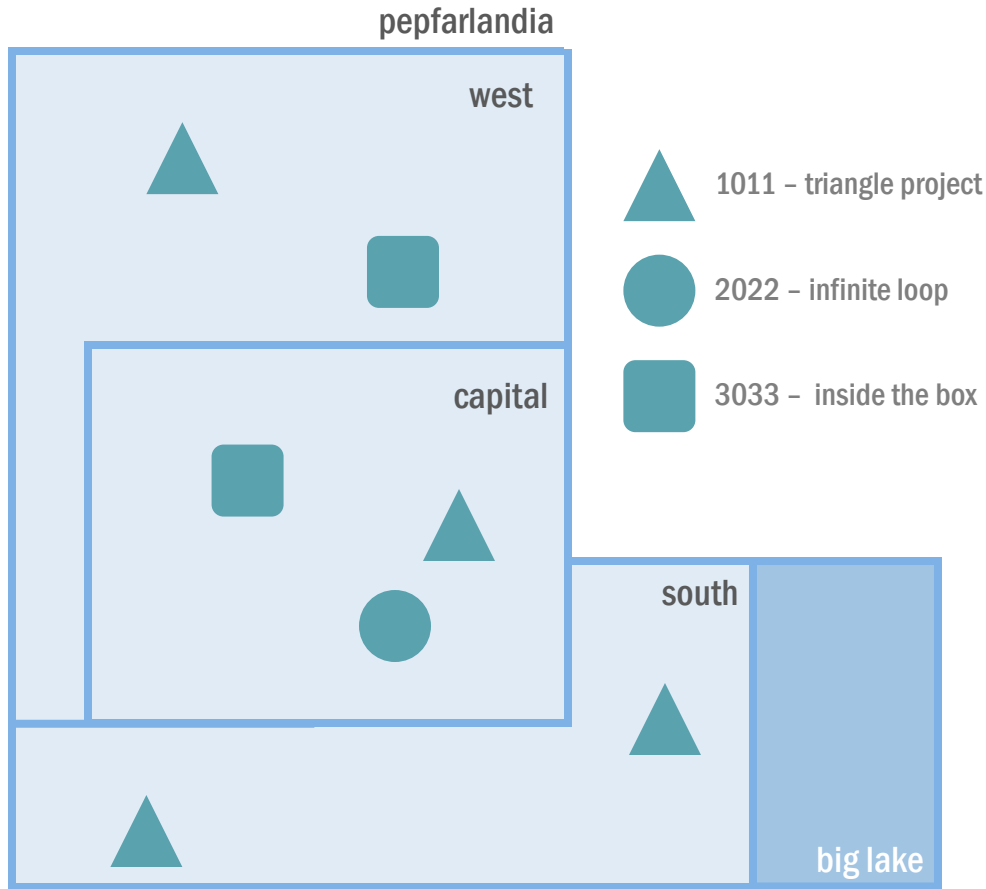 pepfarlandia
west
1011 – triangle project
2022 – infinite loop
capital
3033 – inside the box
south
big lake